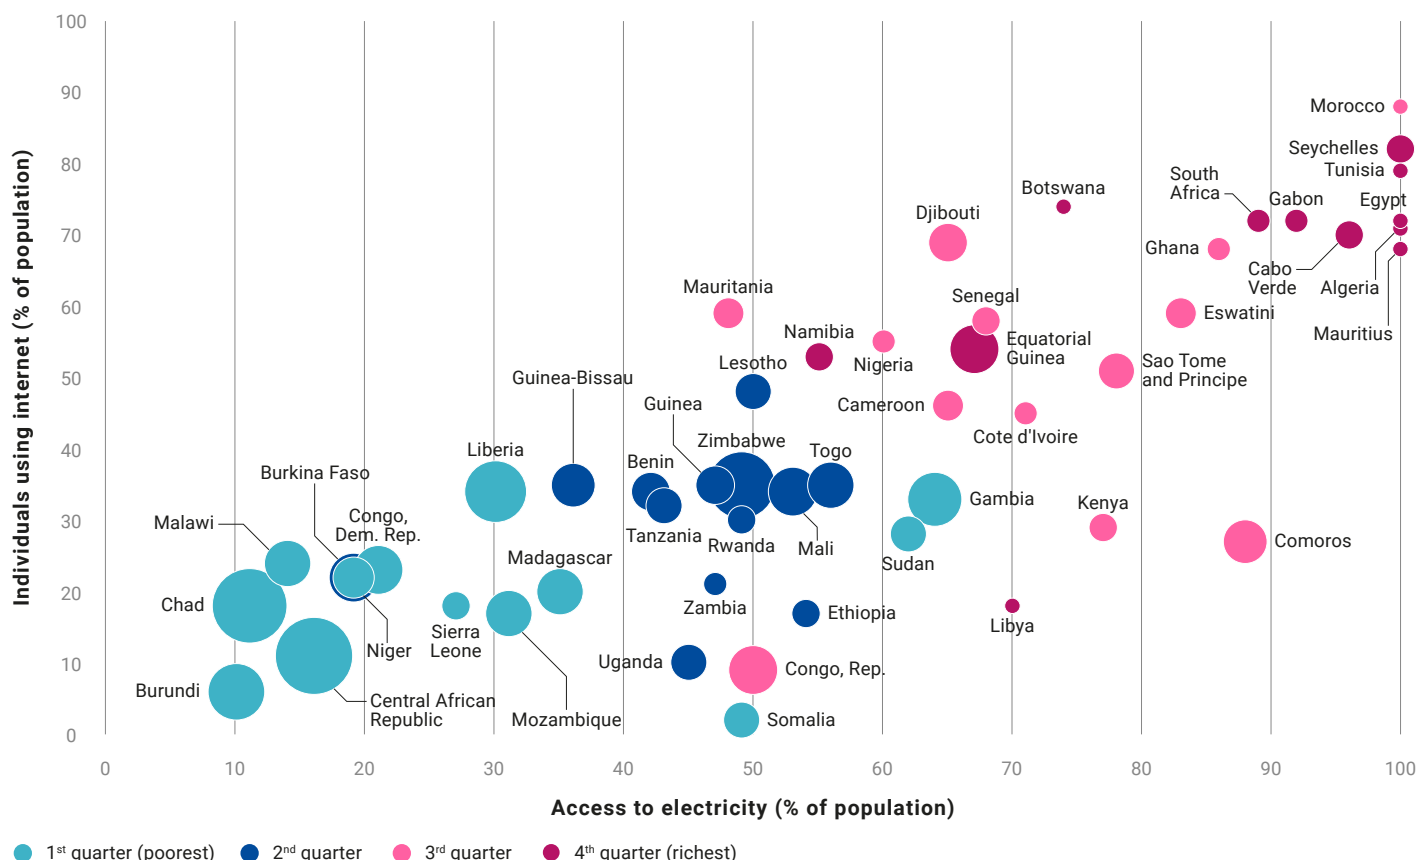 100
90
80
70
60
50
40
30
20
10
0
Individuals using internet (% of population)
Morocco
Seychelles
Tunisia
South
Africa
Botswana
Gabon
Egypt
Djibouti
Ghana
Cabo
Verde
Algeria
Mauritania
Senegal
Eswatini
Namibia
Mauritius
Equatorial
Guinea
Nigeria
Lesotho
Sao Tome
and Principe
Guinea-Bissau
Guinea
Cameroon
Cote d'Ivoire
Zimbabwe
Togo
Liberia
Benin
Burkina Faso
Gambia
Kenya
Malawi
Congo,
Dem. Rep.
Tanzania
Rwanda
Mali
Comoros
Madagascar
Sudan
Chad
Zambia
Ethiopia
Libya
Sierra
Leone
Niger
Uganda
Congo, Rep.
Burundi
Central African
Republic
Mozambique
Somalia
0
10
20
30
40
50
60
70
80
90
100
Access to electricity (% of population)
1st quarter (poorest)
2nd quarter
3rd quarter
4th quarter (richest)